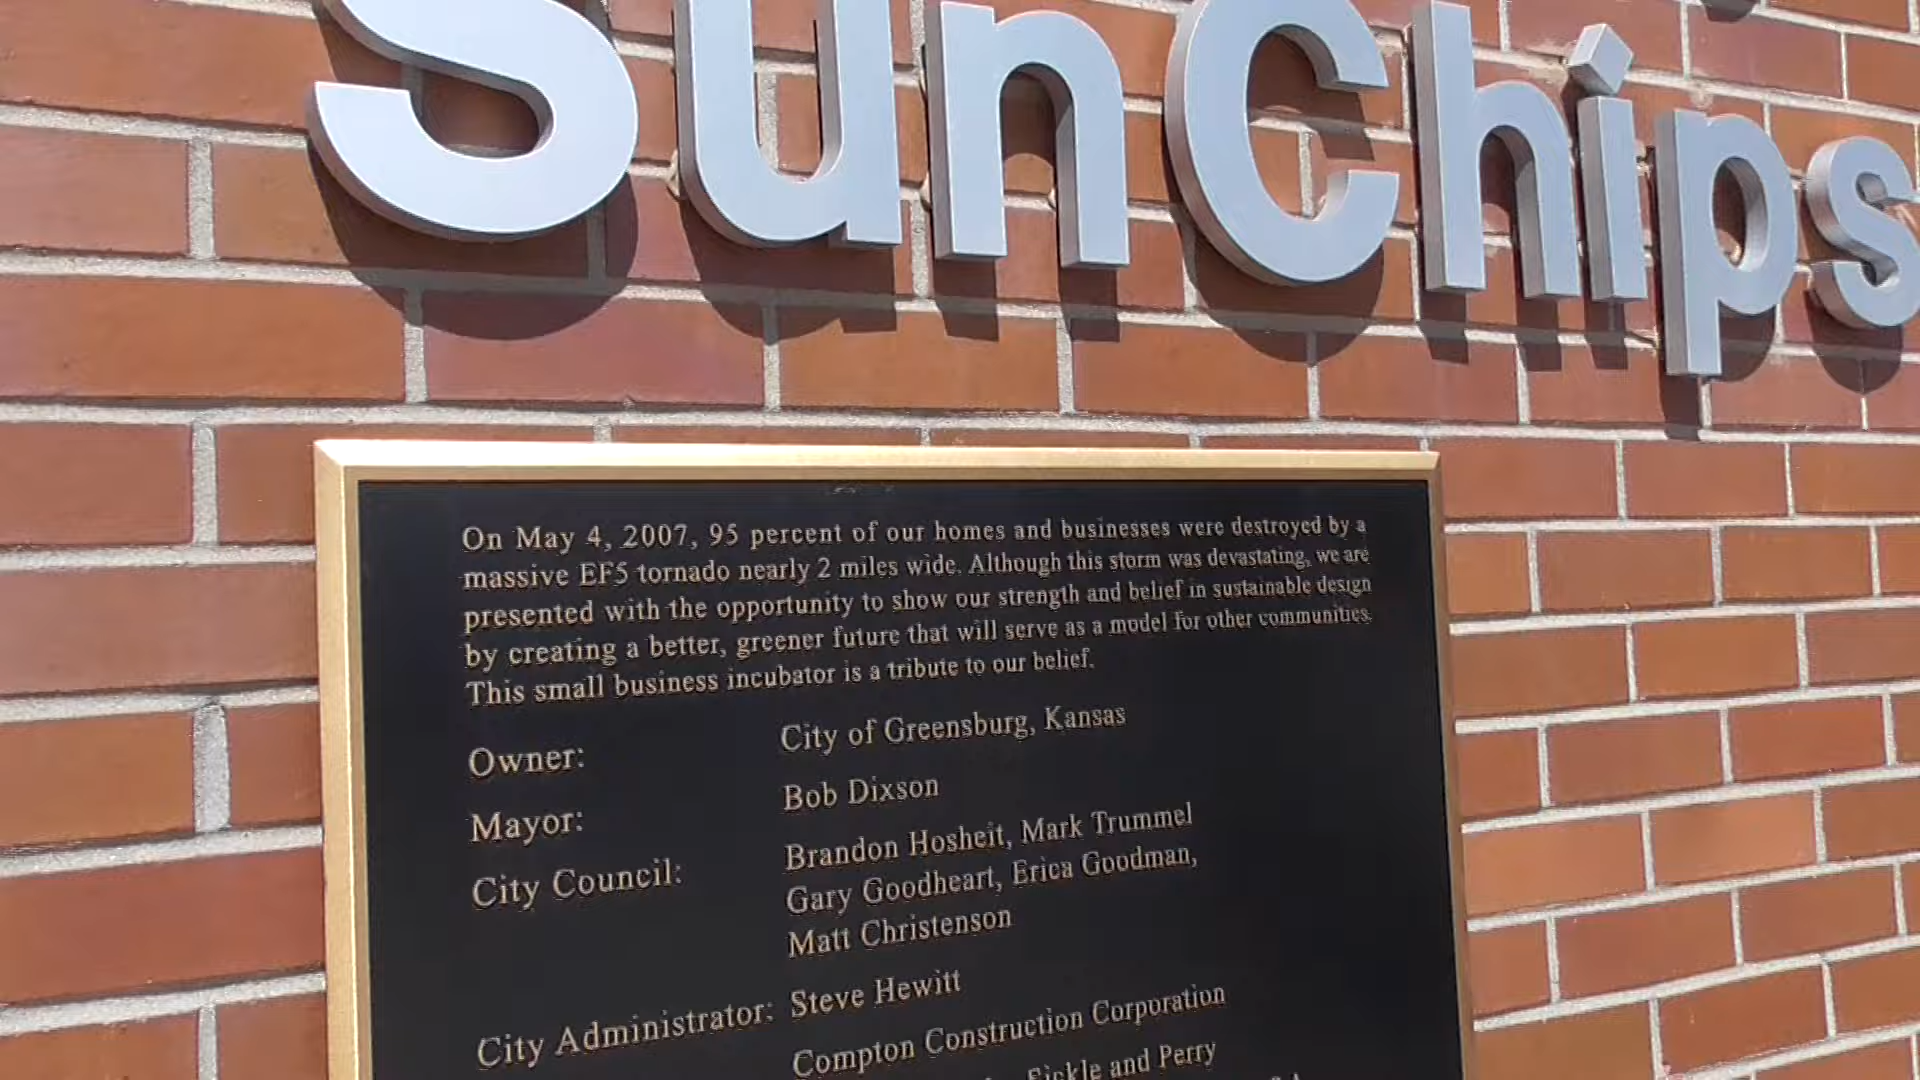 SunChips
On May 4, 2007, 95 percent of our homes and businesses were destroyed by a
massive EF5 tornado nearly 2 miles wide. Although this storm was devastating, we are
presented with the opportunity to show our strength and belief in sustainable design
by creating a better, greener future that will serve as a model for other communities.
This small business incubator is a tribute to our belief.
Owner: City of Greensburg, Kansas
Mayor: Bob Dixson
City Council: Brandon Hosheit, Mark Trummel
Gary Goodheart, Erica Goodman,
Matt Christenson
City Administrator: Steve Hewitt
Compton Construction Corporation
Sickle and Perry